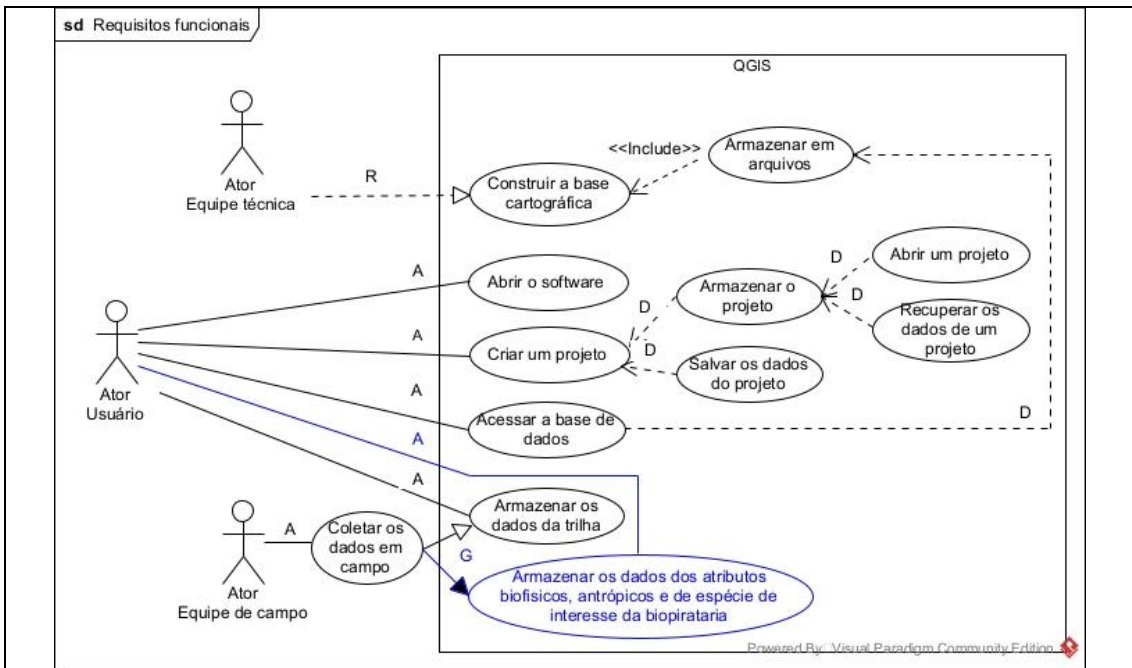 sd Requisitos funcionais
QGIS
Ator
Equipe técnica
R
Construir a base
cartográfica
<<Include>>
Armazenar em
arquivos
Ator
Usuário
A
Abrir o software
A
Criar um projeto
D
Armazenar o
projeto
D
Abrir um projeto
D
Recuperar os
dados de um
projeto
D
Salvar os dados
do projeto
A
Acessar a base de
dados
D
A
A
Armazenar os
dados da trilha
Ator
Equipe de campo
A
Coletar os
dados em
campo
G
Armazenar os dados dos atributos
biofisicos, antrópicos e de espécie de
interesse da biopirataria
Powered By: Visual Paradigm Community Edition